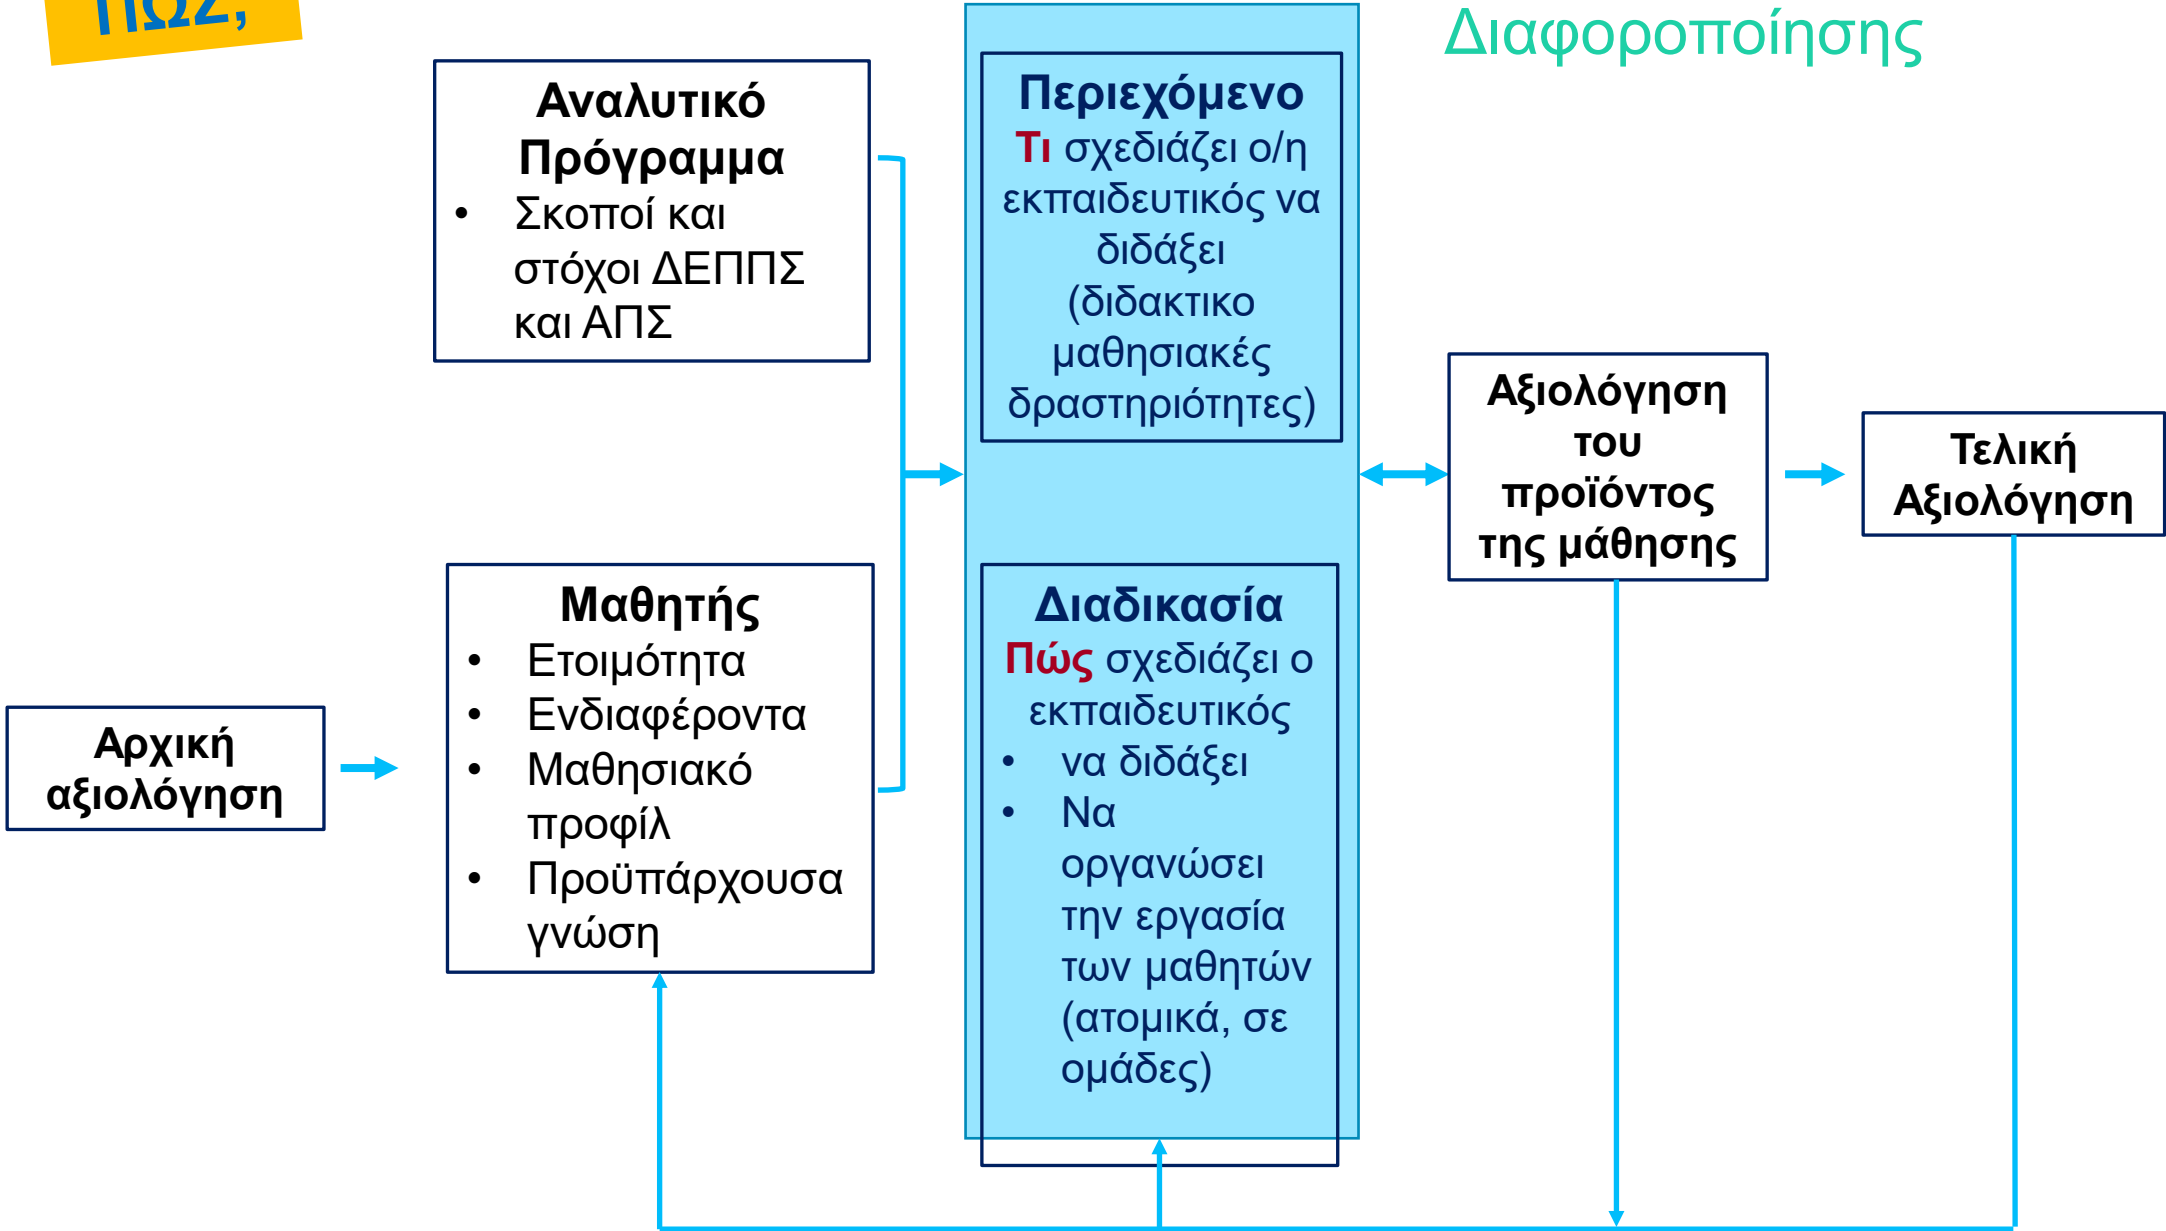 ΠΩΣ;
Διαφοροποίησης
Αναλυτικό
Πρόγραμμα
• Σκοποί και
στόχοι ΔΕΠΠΣ
και ΑΠΣ
Περιεχόμενο
Τι σχεδιάζει ο/η
εκπαιδευτικός να
διδάξει
(διδακτικο
μαθησιακές
δραστηριότητες)
Αξιολόγηση
του
προϊόντος
της μάθησης
Τελική
Αξιολόγηση
Αρχική
αξιολόγηση
Μαθητής
• Ετοιμότητα
• Ενδιαφέροντα
• Μαθησιακό
προφίλ
• Προϋπάρχουσα
γνώση
Διαδικασία
Πώς σχεδιάζει ο
εκπαιδευτικός
• να διδάξει
• Να
οργανώσει
την εργασία
των μαθητών
(ατομικά, σε
ομάδες)